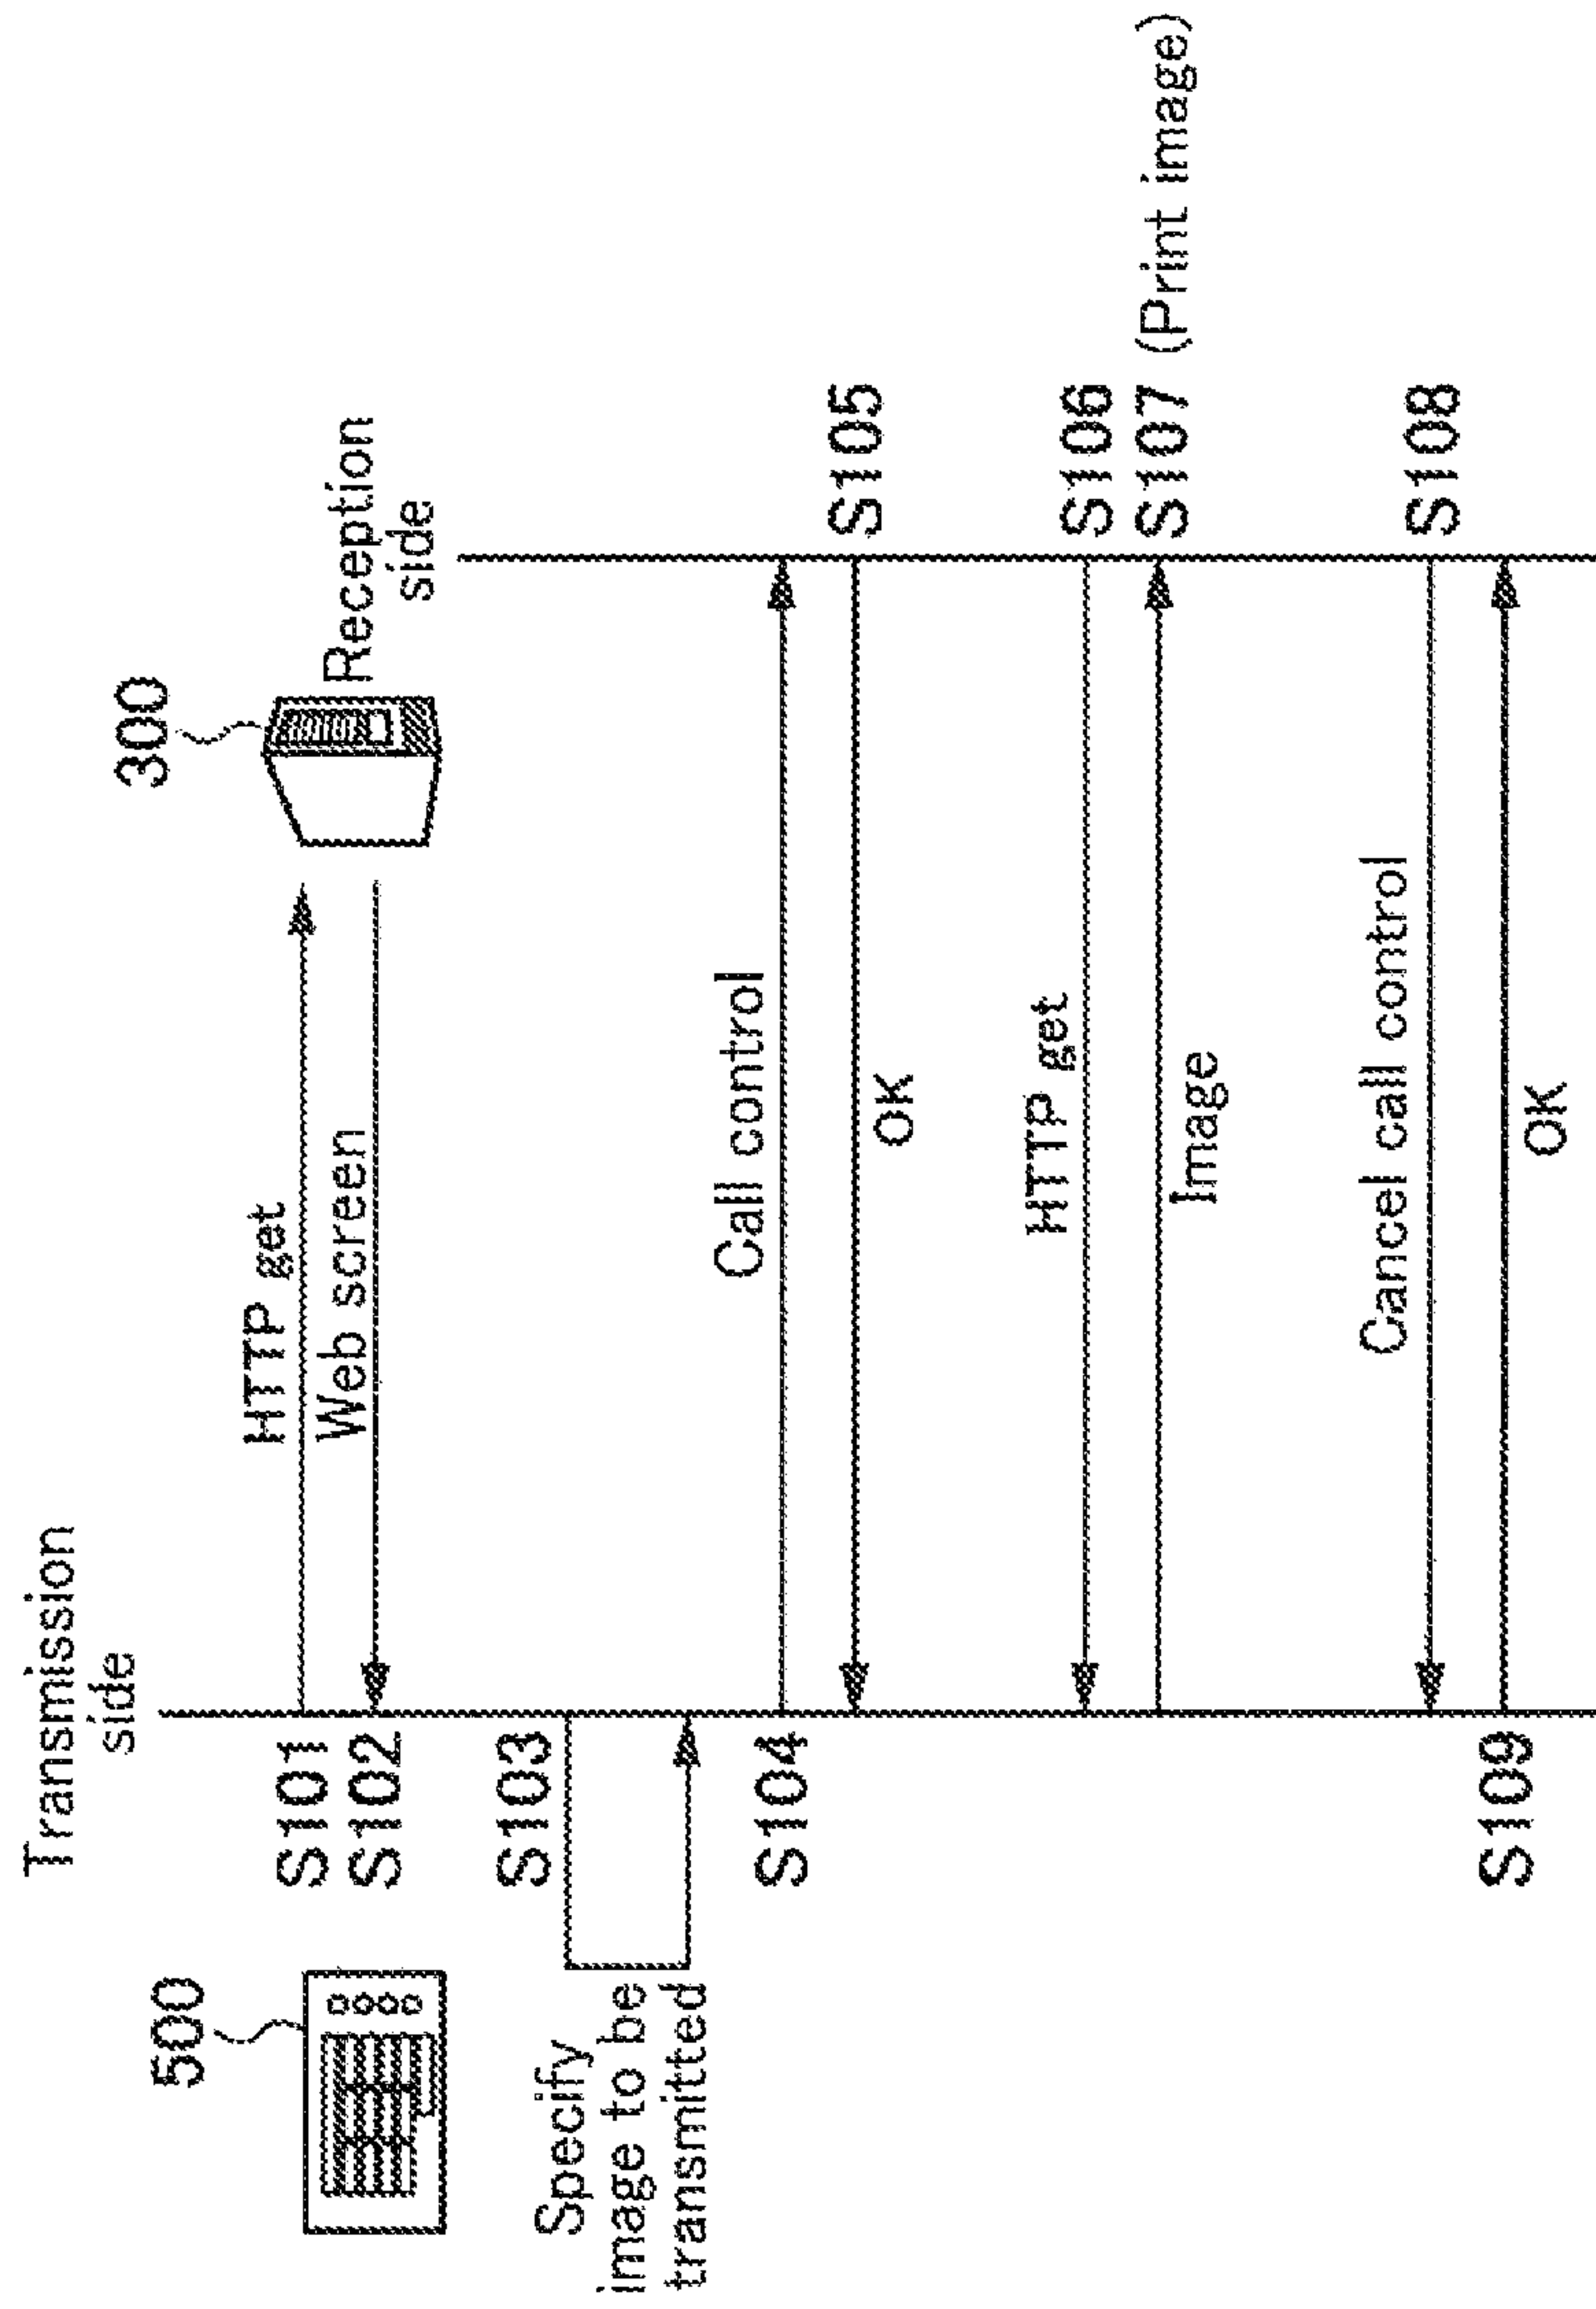 Transmission
side
500
300
Reception
side
S101
HTTP get
S102
Web screen
S103
Specify
image to be
transmitted
S104
Call control
S105
OK
S106
HTTP get
S107 (Print image)
Image
S108
Cancel call control
S109
OK